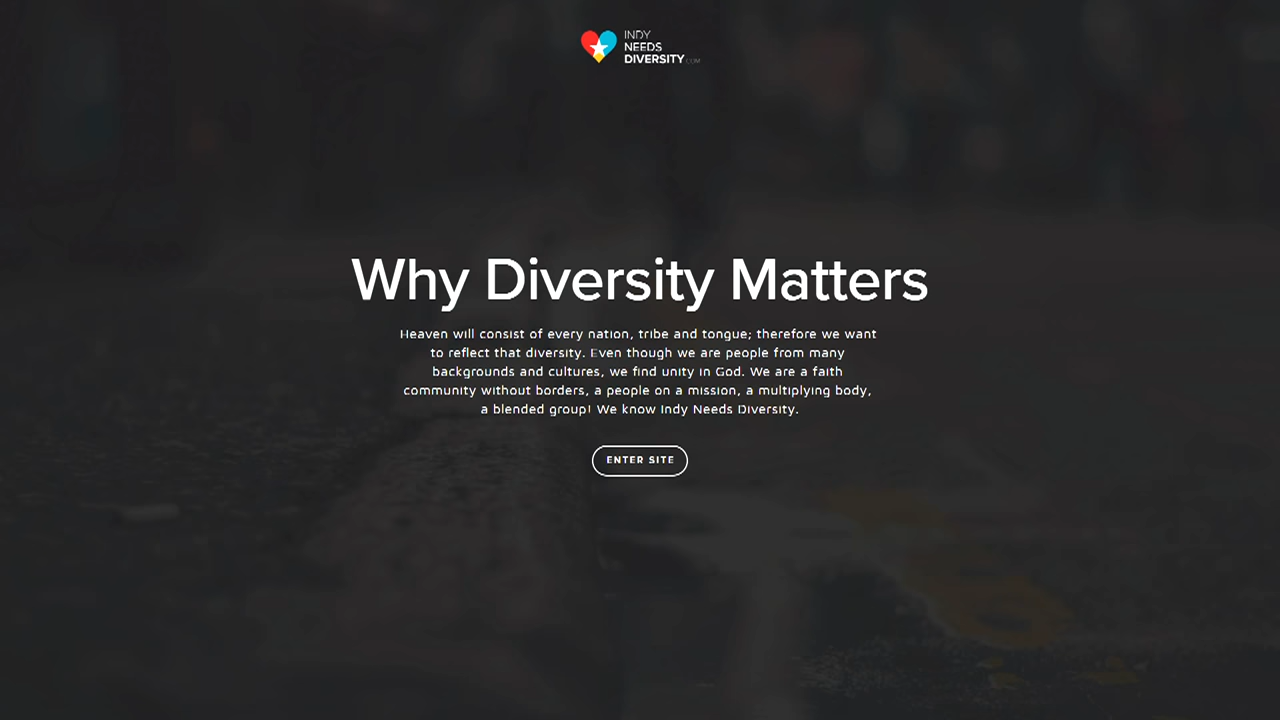 INDY
NEEDS
DIVERSITY.COM
Why Diversity Matters
Heaven will consist of every nation, tribe and tongue; therefore we want
to reflect that diversity. Even though we are people from many
backgrounds and cultures, we find unity in God. We are a faith
community without borders, a people on a mission, a multiplying body,
a blended group! We know Indy Needs Diversity.
ENTER SITE